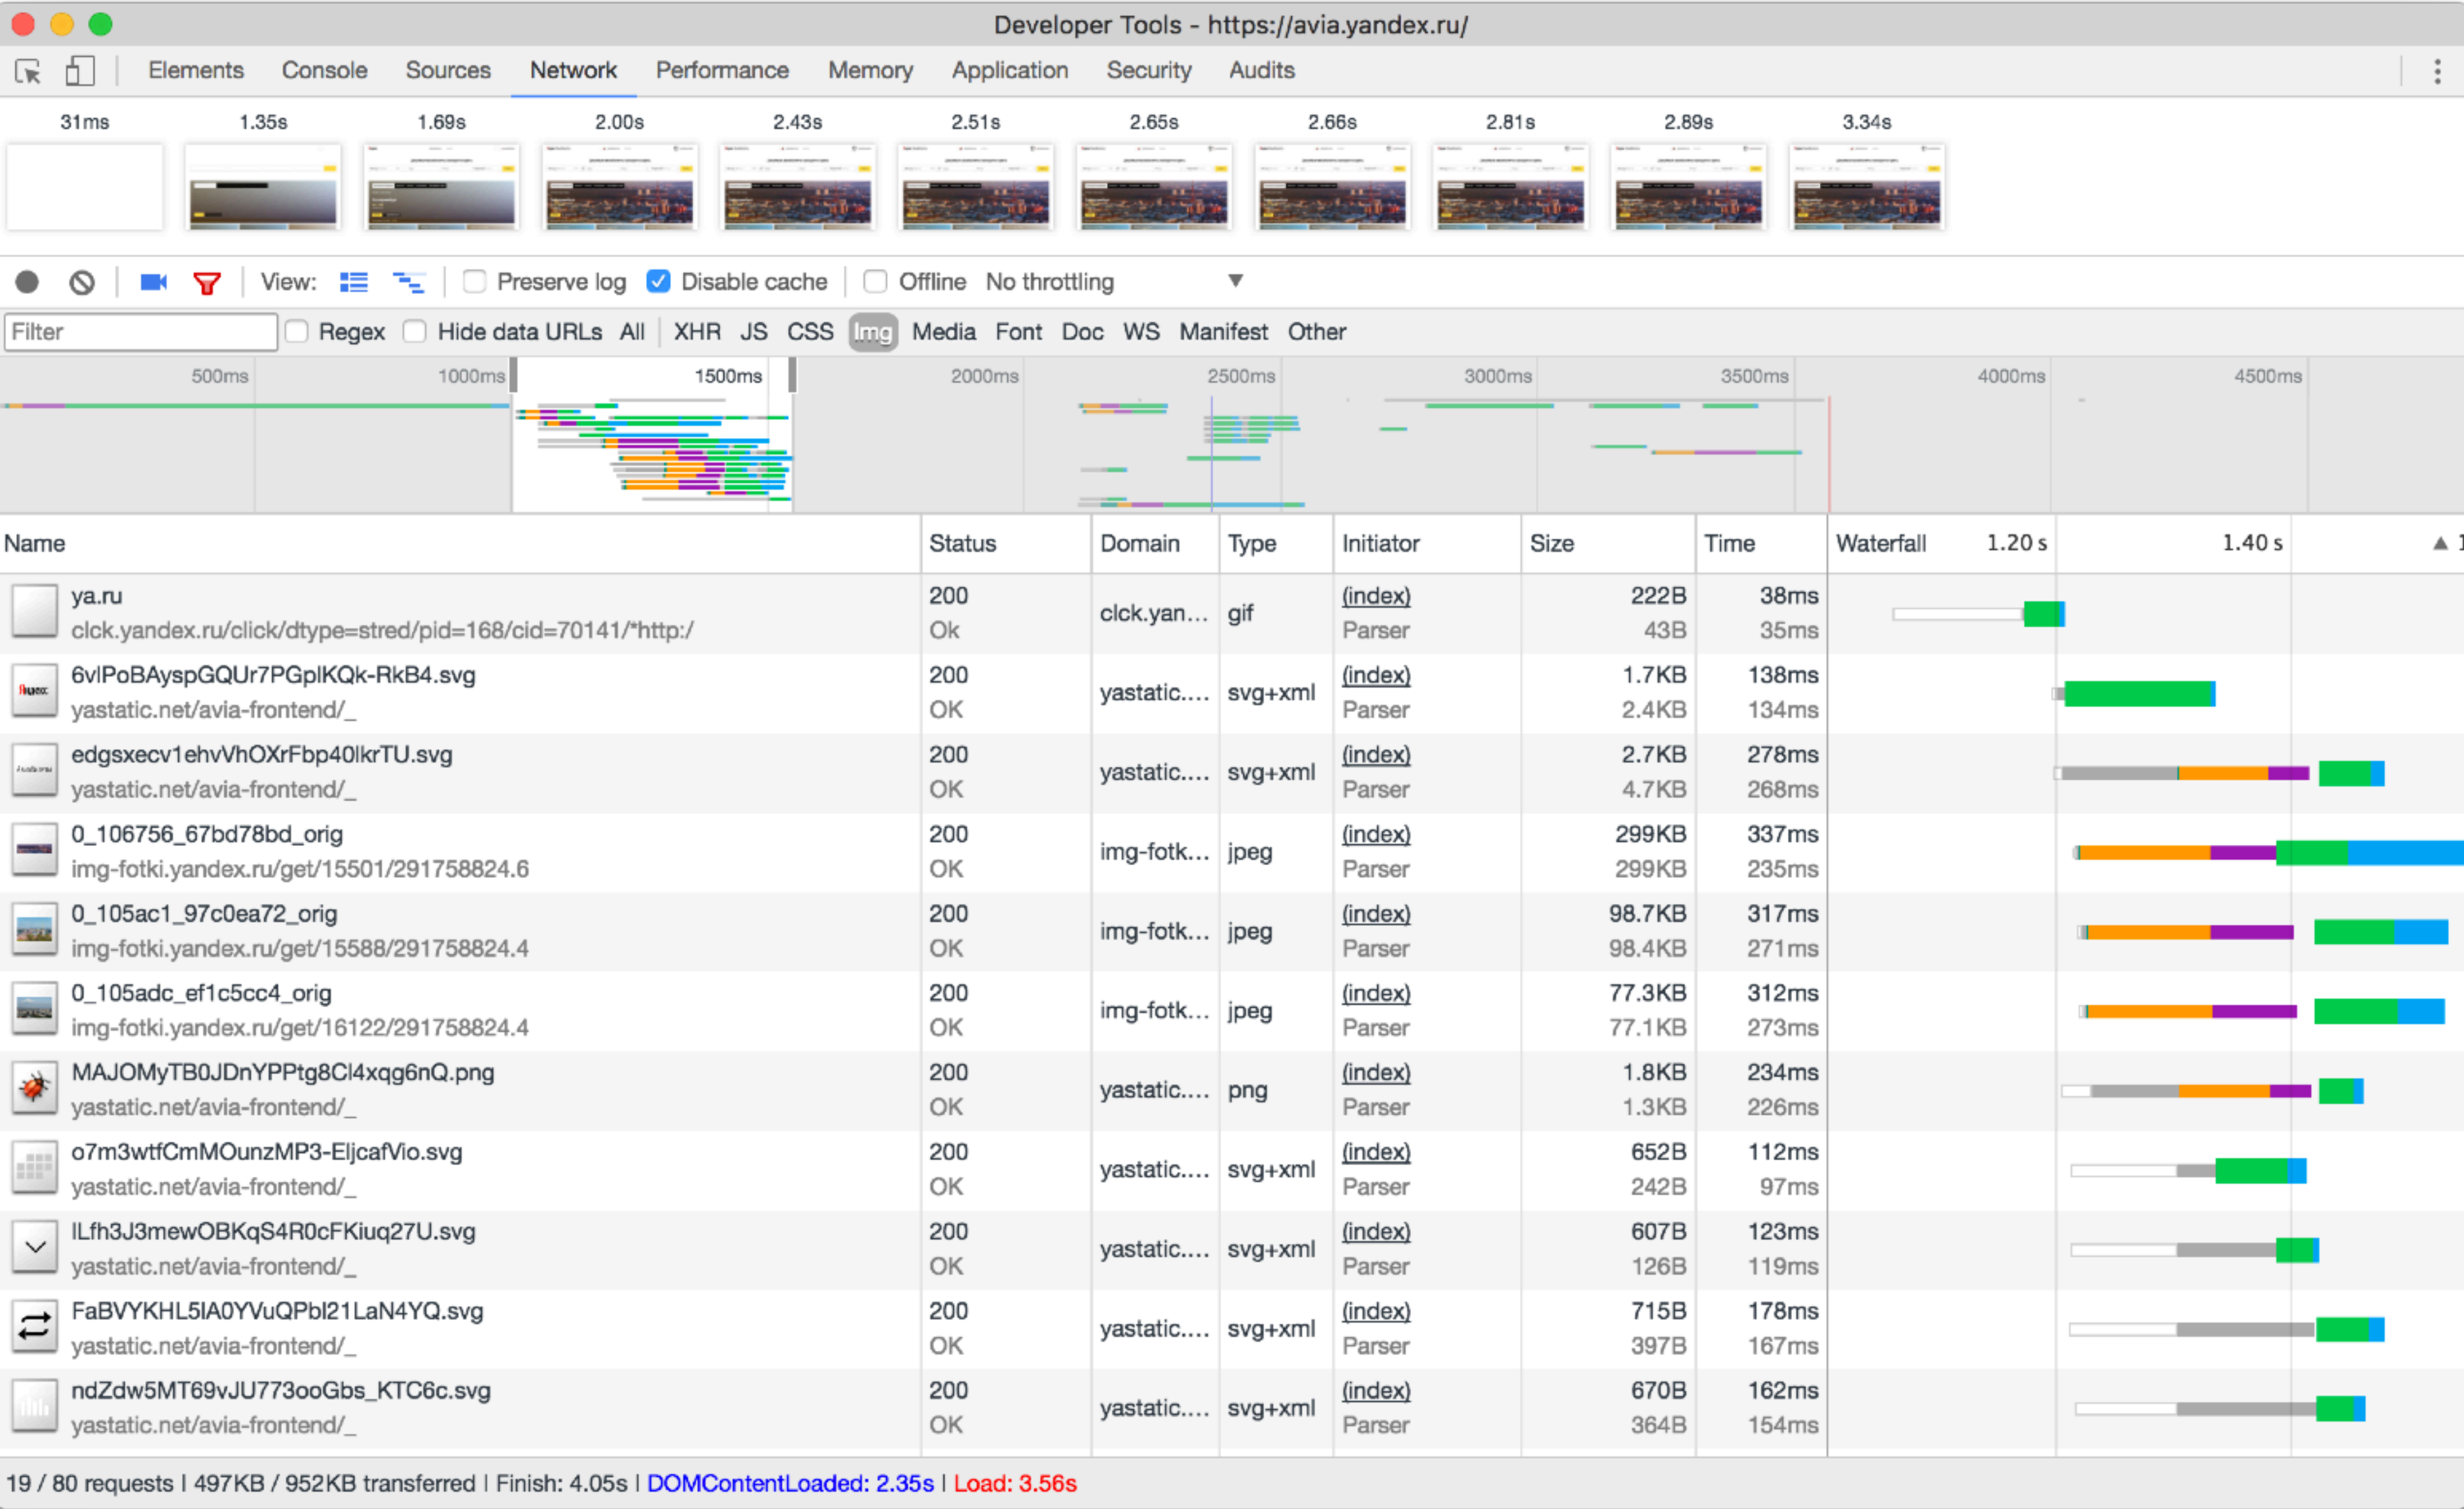 Developer Tools - https://avia.yandex.ru/
Elements Console Sources Network Performance Memory Application Security Audits
31ms 1.35s 1.69s 2.00s 2.43s 2.51s 2.65s 2.66s 2.81s 2.89s 3.34s
View: Preserve log Disable cache Offline No throttling
Filter Regex Hide data URLs All XHR JS CSS Img Media Font Doc WS Manifest Other
500ms 1000ms 1500ms 2000ms 2500ms 3000ms 3500ms 4000ms 4500ms
Name Status Domain Type Initiator Size Time Waterfall 1.20 s 1.40 s
ya.ru 200 clck.yan... gif (index) 222B 38ms
clck.yandex.ru/click/dtype=stred/pid=168/cid=70141/*http:/ Ok Parser 43B 35ms
6vlPoBAyspGQUr7PGplKQk-RkB4.svg 200 yastatic.... svg+xml (index) 1.7KB 138ms
yastatic.net/avia-frontend/_ OK Parser 2.4KB 134ms
edgsxecv1ehvVhOXrFbp40lkrTU.svg 200 yastatic.... svg+xml (index) 2.7KB 278ms
yastatic.net/avia-frontend/_ OK Parser 4.7KB 268ms
0_106756_67bd78bd_orig 200 img-fotk... jpeg (index) 299KB 337ms
img-fotki.yandex.ru/get/15501/291758824.6 OK Parser 299KB 235ms
0_105ac1_97c0ea72_orig 200 img-fotk... jpeg (index) 98.7KB 317ms
img-fotki.yandex.ru/get/15588/291758824.4 OK Parser 98.4KB 271ms
0_105adc_ef1c5cc4_orig 200 img-fotk... jpeg (index) 77.3KB 312ms
img-fotki.yandex.ru/get/16122/291758824.4 OK Parser 77.1KB 273ms
MAJOMyTB0JDnYPPtg8Cl4xqg6nQ.png 200 yastatic.... png (index) 1.8KB 234ms
yastatic.net/avia-frontend/_ OK Parser 1.3KB 226ms
o7m3wtfCmMOunzMP3-EljcafVio.svg 200 yastatic.... svg+xml (index) 652B 112ms
yastatic.net/avia-frontend/_ OK Parser 242B 97ms
lLfh3J3mewOBKqS4R0cFKiuq27U.svg 200 yastatic.... svg+xml (index) 607B 123ms
yastatic.net/avia-frontend/_ OK Parser 126B 119ms
FaBVYKHL5lA0YVuQPbl21LaN4YQ.svg 200 yastatic.... svg+xml (index) 715B 178ms
yastatic.net/avia-frontend/_ OK Parser 397B 167ms
ndZdw5MT69vJU773ooGbs_KTC6c.svg 200 yastatic.... svg+xml (index) 670B 162ms
yastatic.net/avia-frontend/_ OK Parser 364B 154ms
19 / 80 requests | 497KB / 952KB transferred | Finish: 4.05s | DOMContentLoaded: 2.35s | Load: 3.56s